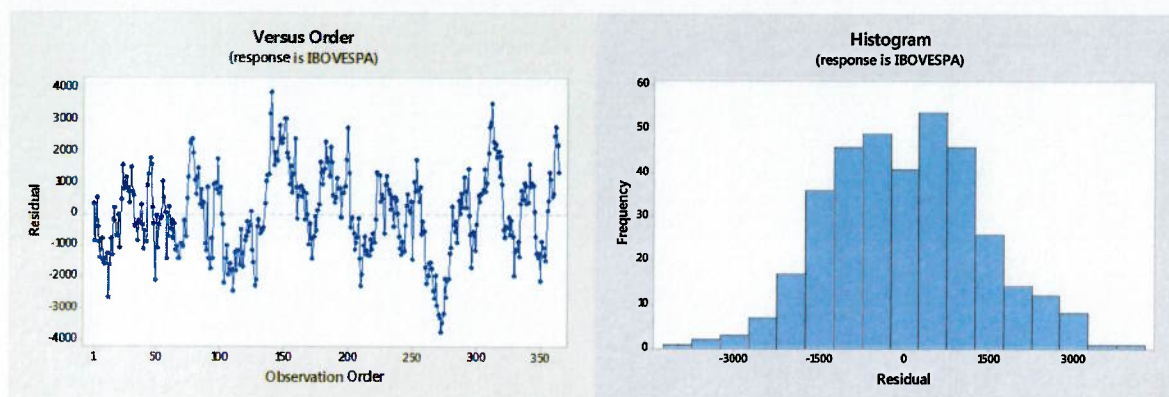 Versus Order
(response is IBOVESPA)
4000
3000
2000
1000
0
-1000
-2000
-3000
-4000
Residual
1 50 100 150 200 250 300 350
Observation Order
Histogram
(response is IBOVESPA)
60
50
40
30
20
10
0
Frequency
-3000 -1500 0 1500 3000
Residual